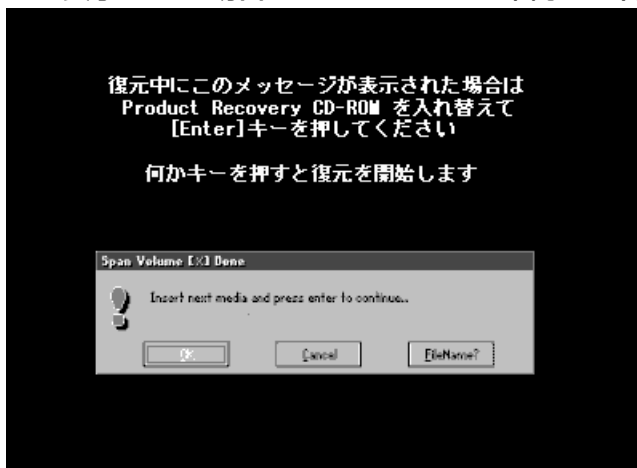 復元中にこのメッセージが表示された場合は
Product Recovery CD-ROM を入れ替えて
[Enter]キーを押してください
何かキーを押すと復元を開始します
Span Volume [X] Done
Insert next media and press enter to continue..
OK
Cancel
FileName?